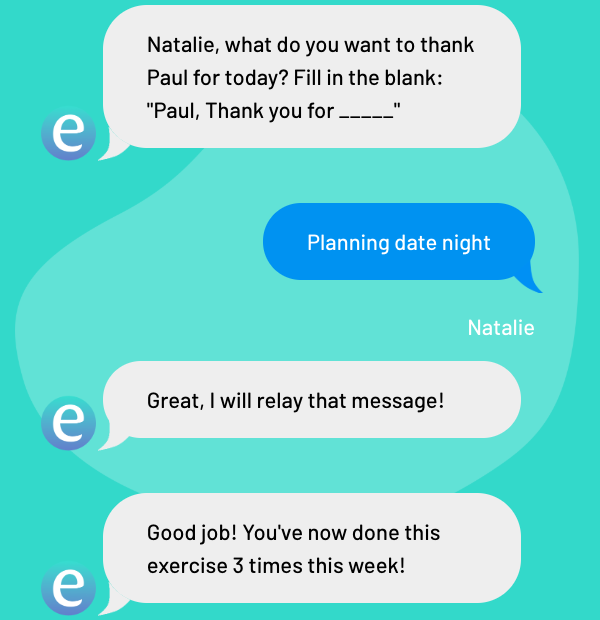 Natalie, what do you want to thank
Paul for today? Fill in the blank:
"Paul, Thank you for _____"
e
Planning date night
Natalie
Great, I will relay that message!
e
Good job! You've now done this
exercise 3 times this week!
e